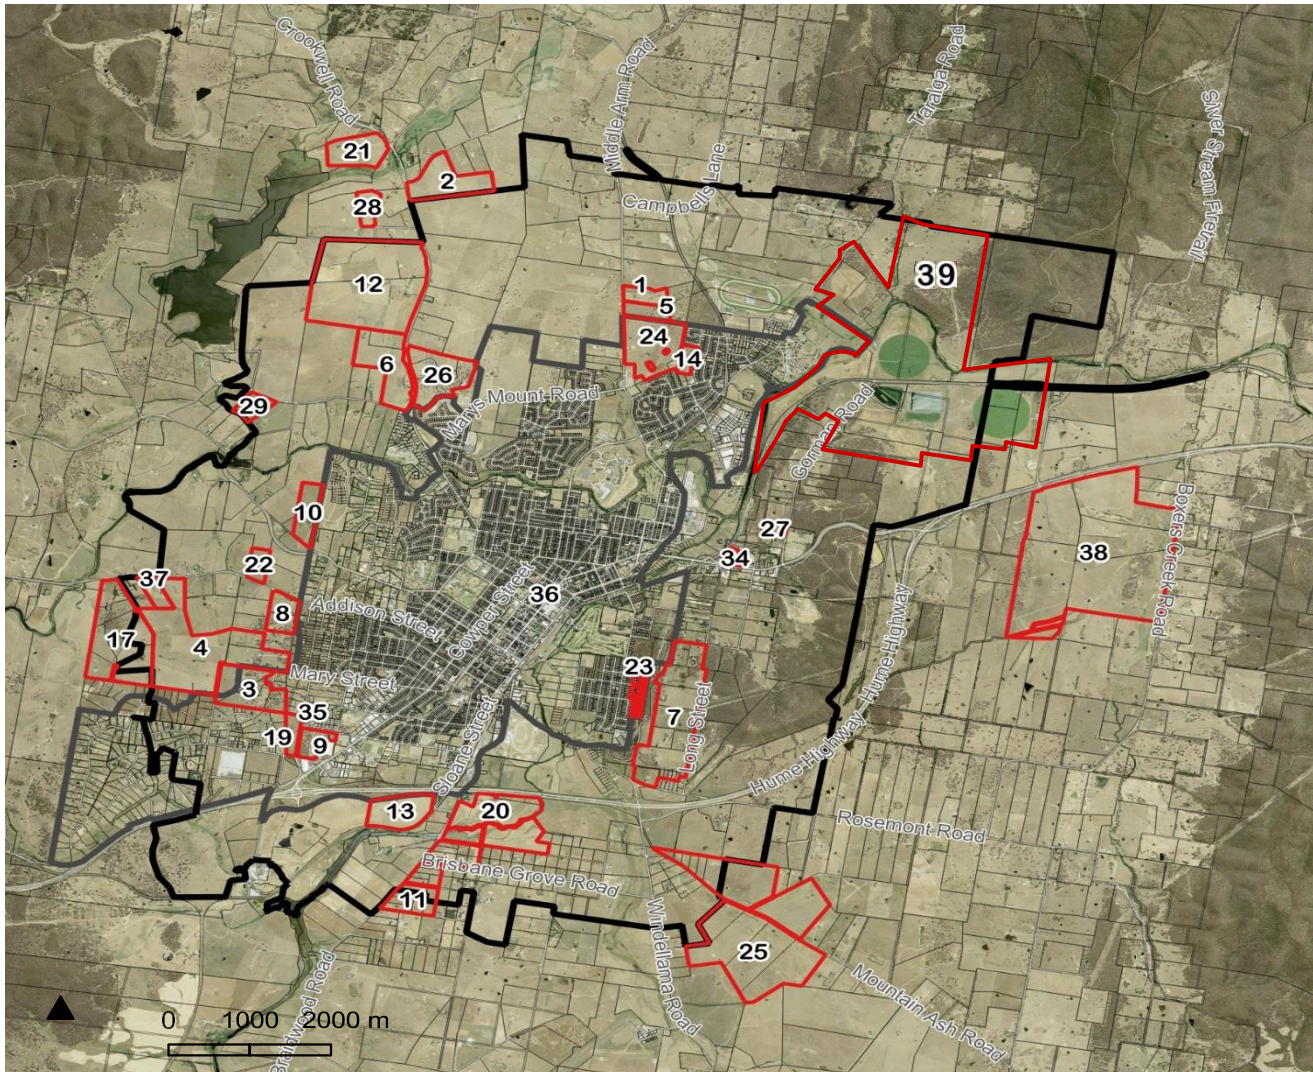 Crookwell Road
Middle Arm Road
Taralga Road
Silver Stream Firetrail
21
2
28
Campbells Lane
12
1
5
39
24
14
6
26
29
Marys Mount Road
Gorman Road
10
27
34
38
22
37
36
8
Addison Street
Cowper Street
17
4
Boxers Creek Road
3
Mary Street
23
35
7
19
9
Sloane Street
Long Street
Hume Highway - Hume Highway
13
20
Rosemont Road
Brisbane Grove Road
11
25
Windellama Road
Mountain Ash Road
Braidwood Road
0 1000 2000 m